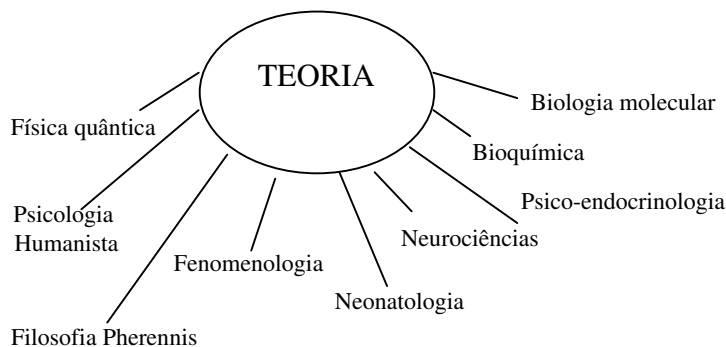 TEORIA
Biologia molecular
Física quântica
Bioquímica
Psico-endocrinologia
Psicologia
Humanista
Neurociências
Fenomenologia
Neonatologia
Filosofia Pherennis